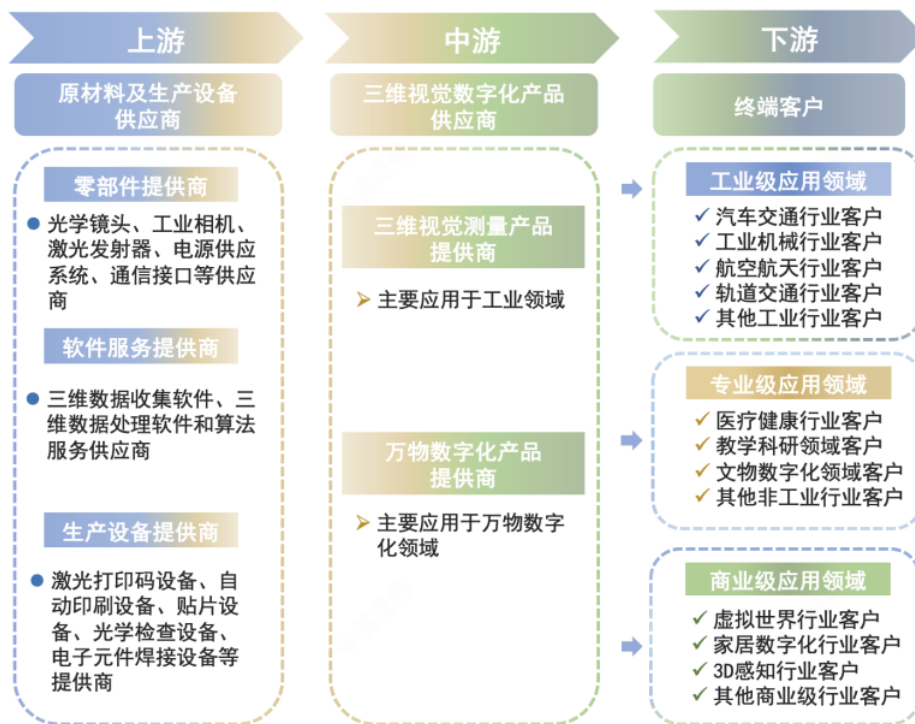 上游
原材料及生产设备
供应商
零部件提供商
光学镜头、工业相机、
激光发射器、电源供应
系统、通信接口等供应
商
软件服务提供商
三维数据收集软件、三
维数据处理软件和算法
服务供应商
生产设备提供商
激光打印码设备、自
动印刷设备、贴片设
备、光学检查设备、
电子元件焊接设备等
提供商
中游
三维视觉数字化产品
供应商
三维视觉测量产品
提供商
主要应用于工业领域
万物数字化产品
提供商
主要应用于万物数字
化领域
下游
终端客户
工业级应用领域
汽车交通行业客户
工业机械行业客户
航空航天行业客户
轨道交通行业客户
其他工业行业客户
专业级应用领域
医疗健康行业客户
教学科研领域客户
文物数字化领域客户
其他非工业行业客户
商业级应用领域
虚拟世界行业客户
家居数字化行业客户
3D感知行业客户
其他商业级行业客户